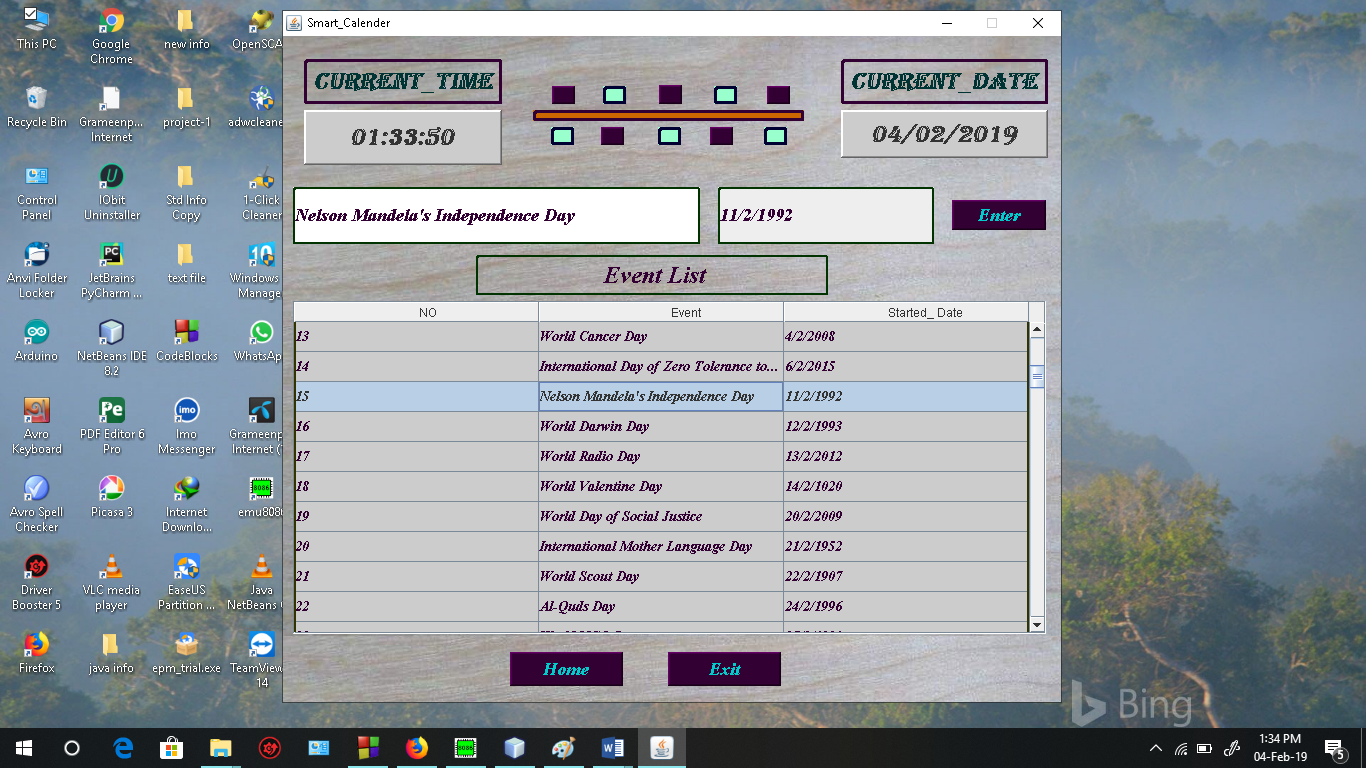 Smart_Calender
CURRENT_TIME
CURRENT_DATE
01:33:50
04/02/2019
Nelson Mandela's Independence Day
11/2/1992
Enter
Event List
NO Event Started_ Date
13 World Cancer Day 4/2/2008
14 International Day of Zero Tolerance to... 6/2/2015
15 Nelson Mandela's Independence Day 11/2/1992
16 World Darwin Day 12/2/1993
17 World Radio Day 13/2/2012
18 World Valentine Day 14/2/1020
19 World Day of Social Justice 20/2/2009
20 International Mother Language Day 21/2/1952
21 World Scout Day 22/2/1907
22 Al-Quds Day 24/2/1996
Home
Exit
This PC
Google
Chrome
new info
OpenSCA
Recycle Bin
Grameenp...
Internet
project-1
adwcleane
Control
Panel
IObit
Uninstaller
Std Info
Copy
1-Click
Cleaner
Anvi Folder
Locker
JetBrains
PyCharm ...
text file
Windows
Manage
Arduino
NetBeans IDE
8.2
CodeBlocks
WhatsAp
Avro
Keyboard
PDF Editor 6
Pro
Imo
Messenger
Grameenp
Internet (
Avro Spell
Checker
Picasa 3
Internet
Downlo...
emu808
Driver
Booster 5
VLC media
player
EaseUS
Partition ...
Java
NetBeans
Firefox
java info
epm_trial.exe
TeamView
14
Bing
1:34 PM
04-Feb-19
5